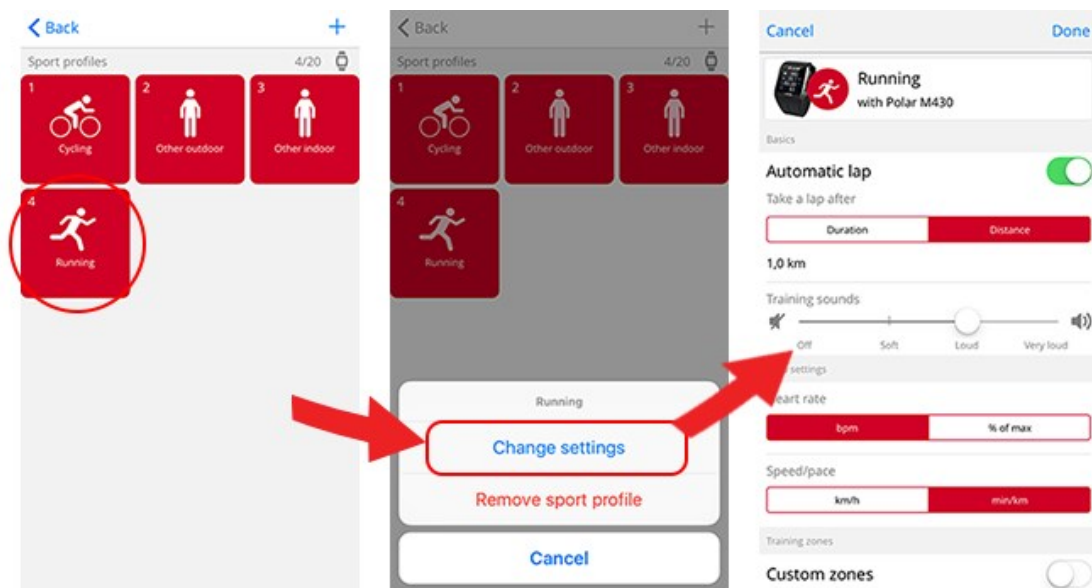 Back
Sport profiles 4/20
1 2 3
Cycling Other outdoor Other indoor
4
Running
Back
Sport profiles 4/20
1 2 3
Cycling Other outdoor Other indoor
4
Running
Running
Change settings
Remove sport profile
Cancel
Cancel Done
Running
with Polar M430
Basics
Automatic lap
Take a lap after
Duration Distance
1,0 km
Training sounds
Off Soft Loud Very loud
settings
eart rate
bpm % of max
Speed/pace
km/h min/km
Training zones
Custom zones